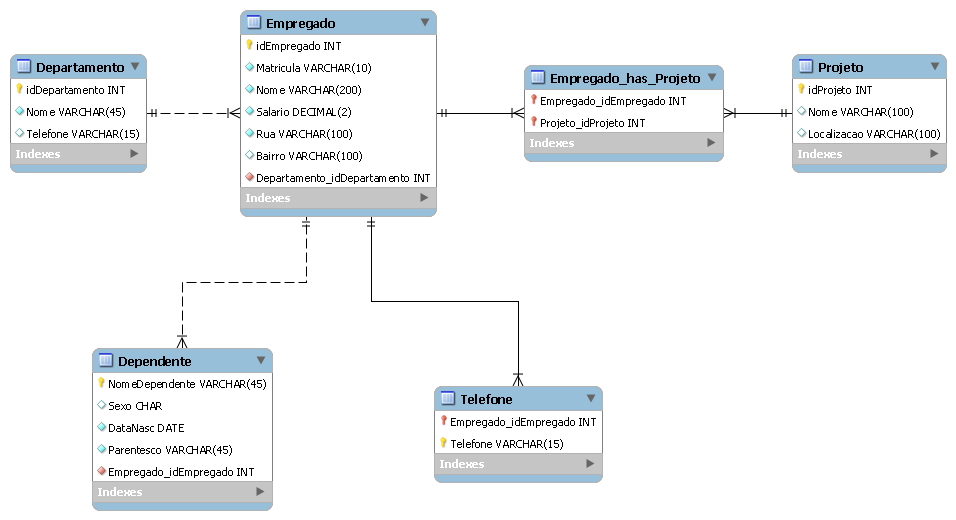 Departamento
idDepartamento INT
Nome VARCHAR(45)
Telefone VARCHAR(15)
Indexes
Empregado
idEmpregado INT
Matricula VARCHAR(10)
Nome VARCHAR(200)
Salario DECIMAL(2)
Rua VARCHAR(100)
Bairro VARCHAR(100)
Departamento_idDepartamento INT
Indexes
Empregado_has_Projeto
Empregado_idEmpregado INT
Projeto_idProjeto INT
Indexes
Projeto
idProjeto INT
Nome VARCHAR(100)
Localizacao VARCHAR(100)
Indexes
Dependente
NomeDependente VARCHAR(45)
Sexo CHAR
DataNasc DATE
Parentesco VARCHAR(45)
Empregado_idEmpregado INT
Indexes
Telefone
Empregado_idEmpregado INT
Telefone VARCHAR(15)
Indexes